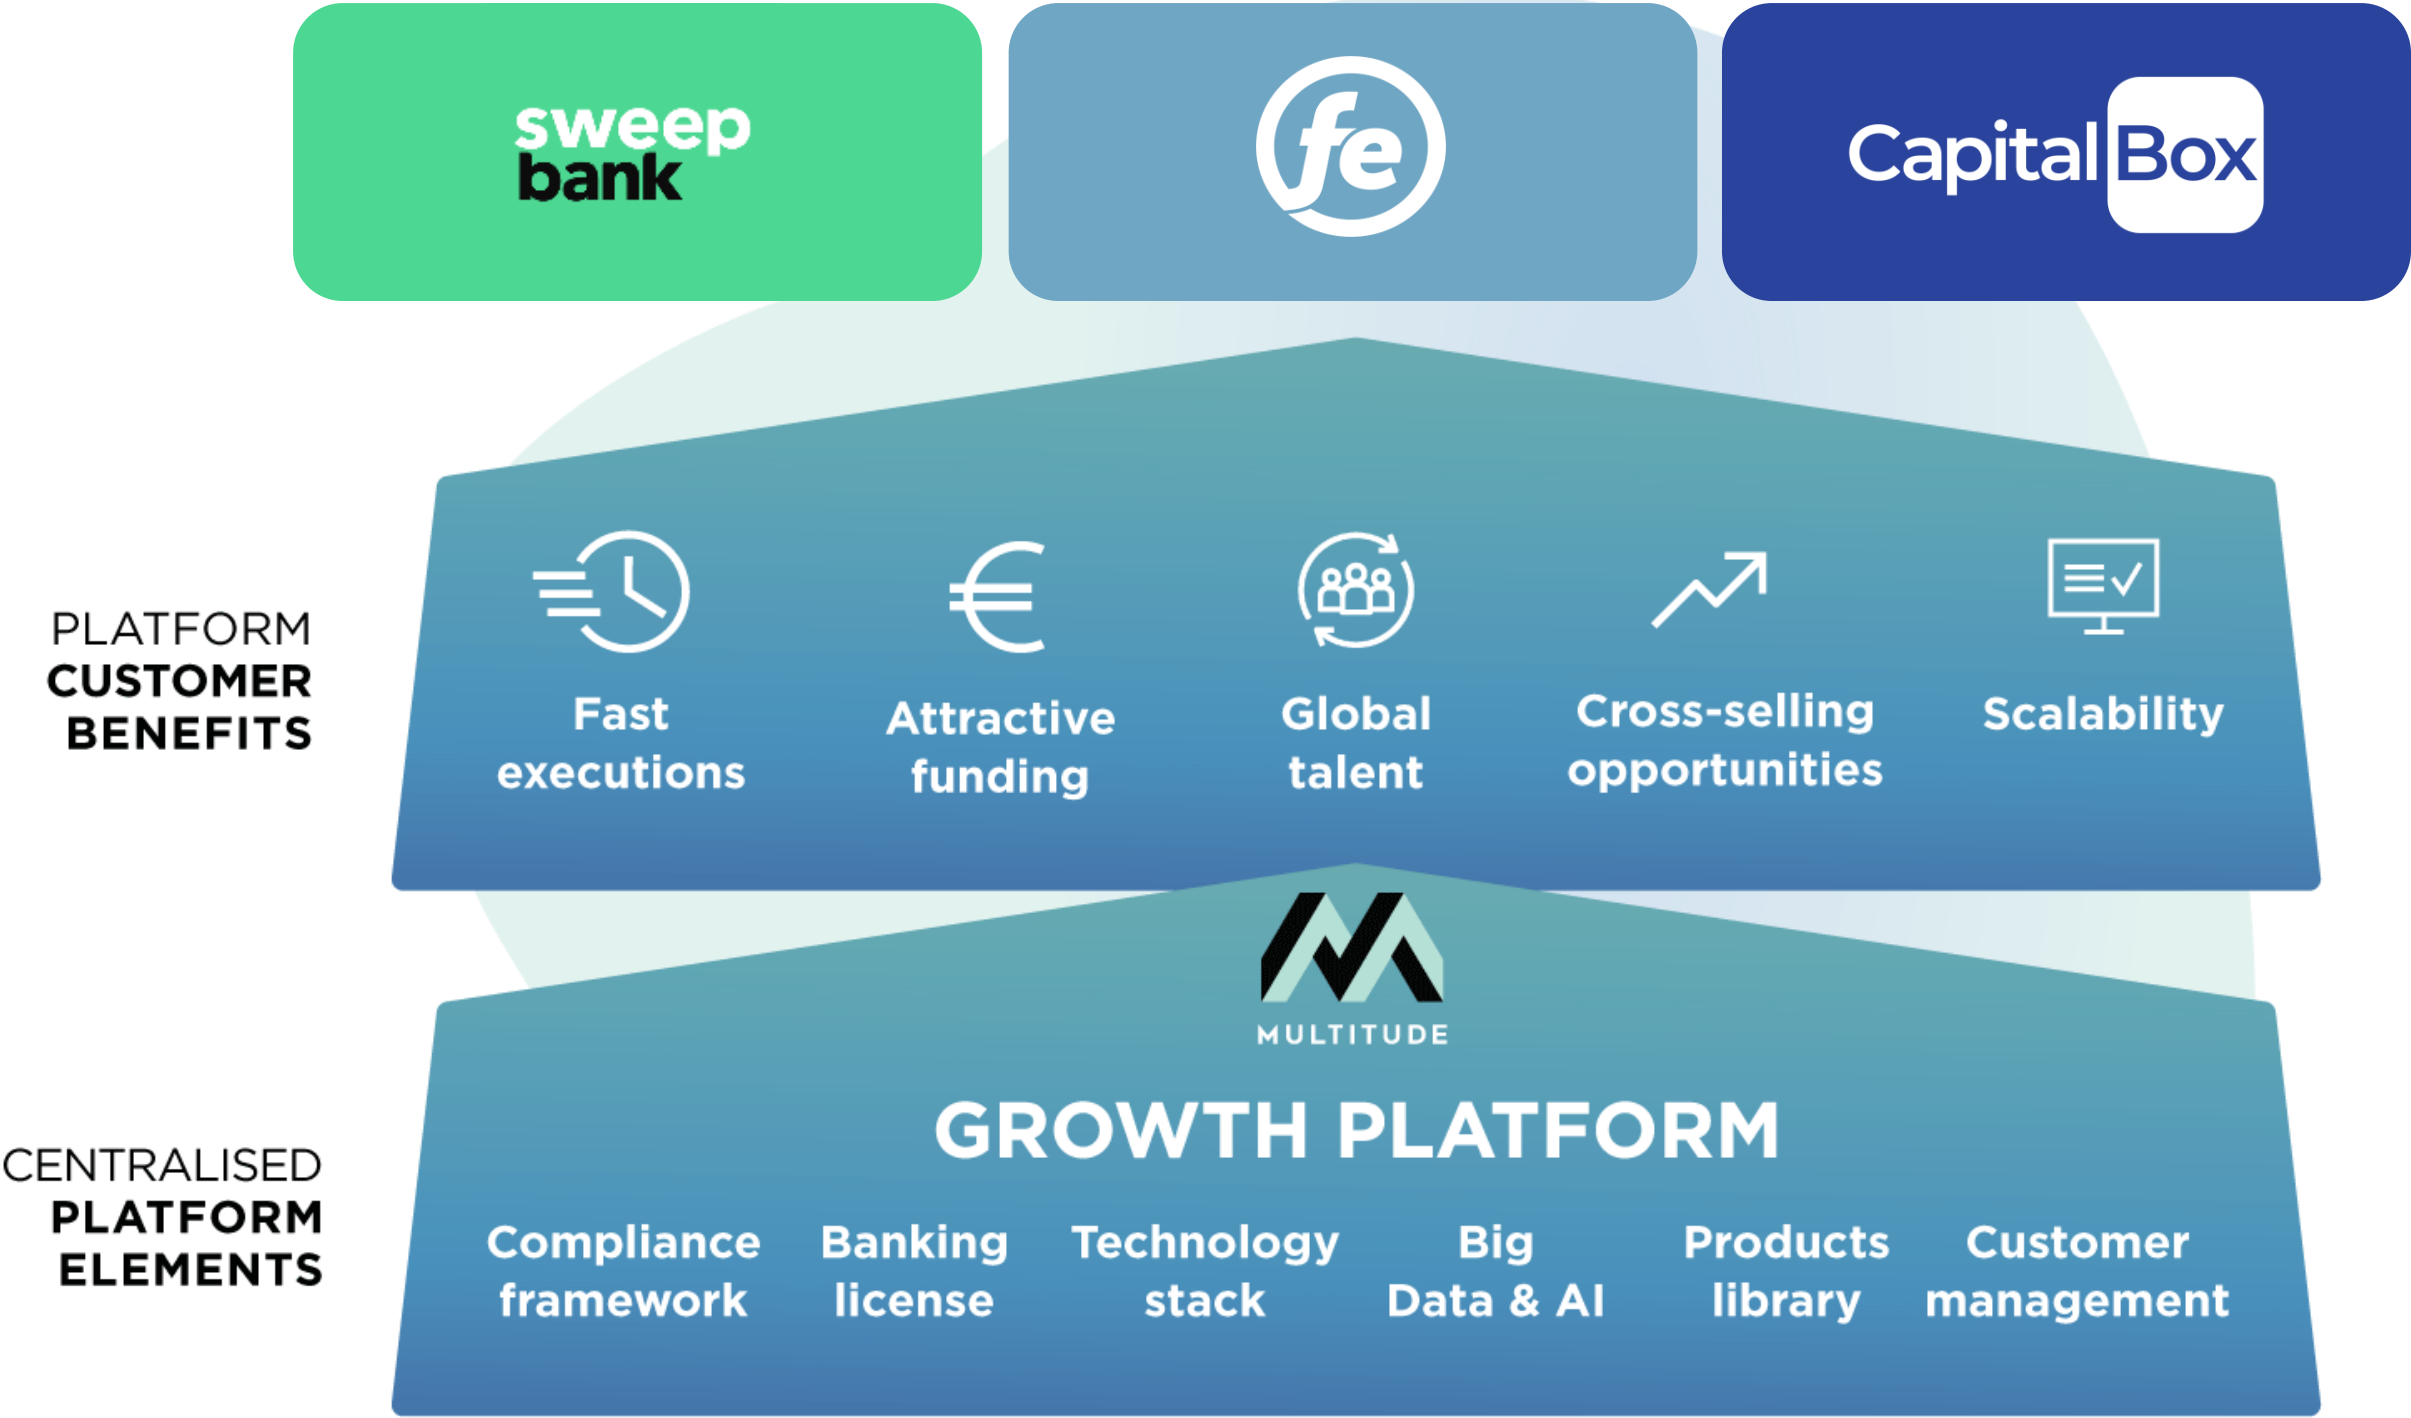 sweep
bank
fe
Capital Box
PLATFORM
CUSTOMER
BENEFITS
Fast
executions
Attractive
funding
Global
talent
Cross-selling
opportunities
Scalability
MULTITUDE
GROWTH PLATFORM
CENTRALISED
PLATFORM
ELEMENTS
Compliance
framework
Banking
license
Technology
stack
Big
Data & AI
Products
library
Customer
management